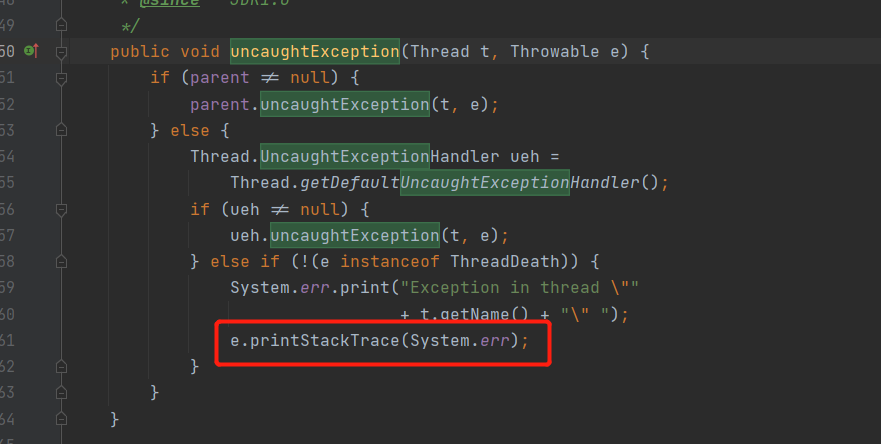 * @since JDK1.0
49 */
50 public void uncaughtException(Thread t, Throwable e) {
51 if (parent ≠ null) {
52 parent.uncaughtException(t, e);
53 } else {
54 Thread.UncaughtExceptionHandler ueh =
55 Thread.getDefaultUncaughtExceptionHandler();
56 if (ueh ≠ null) {
57 ueh.uncaughtException(t, e);
58 } else if (!(e instanceof ThreadDeath)) {
59 System.err.print("Exception in thread \""
60 + t.getName() + "\" ");
61 e.printStackTrace(System.err);
62 }
63 }
64 }